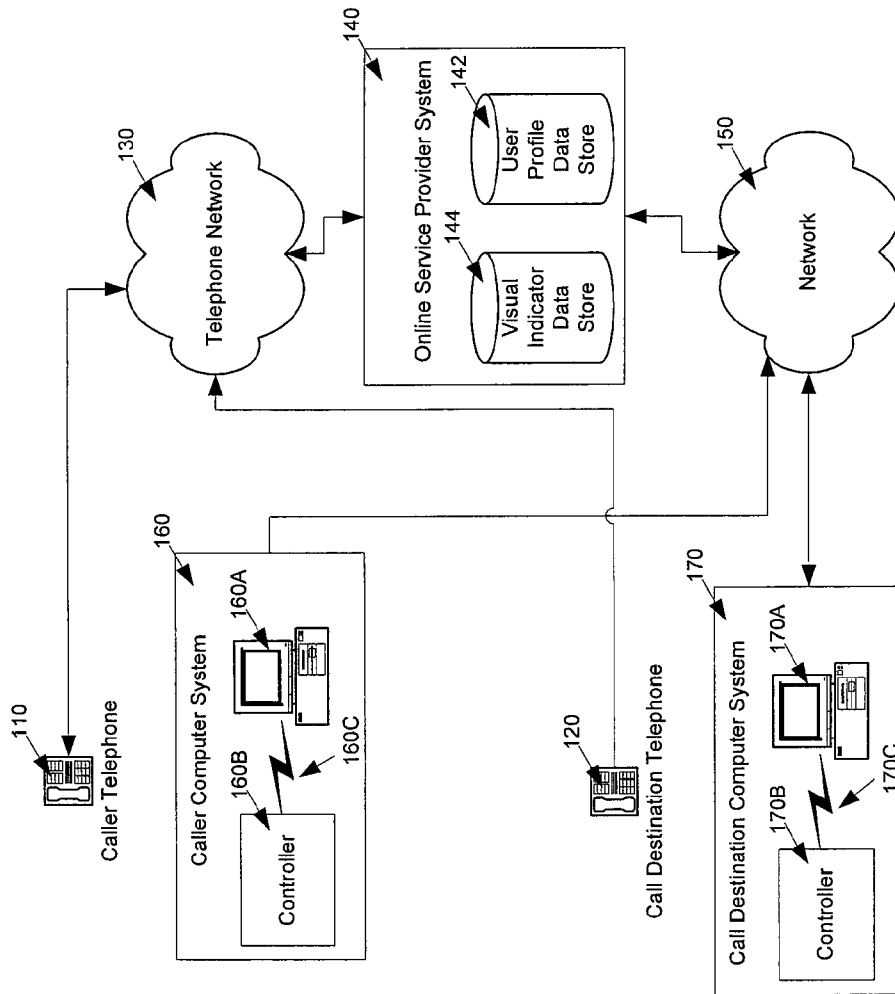 110
Caller Telephone
130
Telephone Network
160
Caller Computer System
160A
160B
Controller
160C
140
Online Service Provider System
144
Visual
Indicator
Data
Store
142
User
Profile
Data
Store
120
Call Destination Telephone
150
Network
170
Call Destination Computer System
170A
170B
Controller
170C